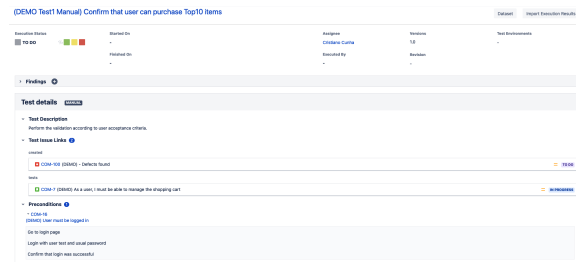 (DEMO Test1 Manual) Confirm that user can purchase Top10 items
Dataset
Import Execution Results
Execution Status
TO DO
Started On
-
Finished On
-
Assignee
Cristiano Cunha
Executed By
-
Versions
1.0
Revision
-
Test Environments
-
Findings
Test details MANUAL
Test Description
Perform the validation according to user acceptance criteria.
Test Issue Links 2
created
COM-105 (DEMO) - Defects found
TO DO
tests
COM-7 (DEMO) As a user, I must be able to manage the shopping cart
IN PROGRESS
Preconditions 1
COM-16
(DEMO) User must be logged in
Go to login page
Login with user test and usual password
Confirm that login was successful